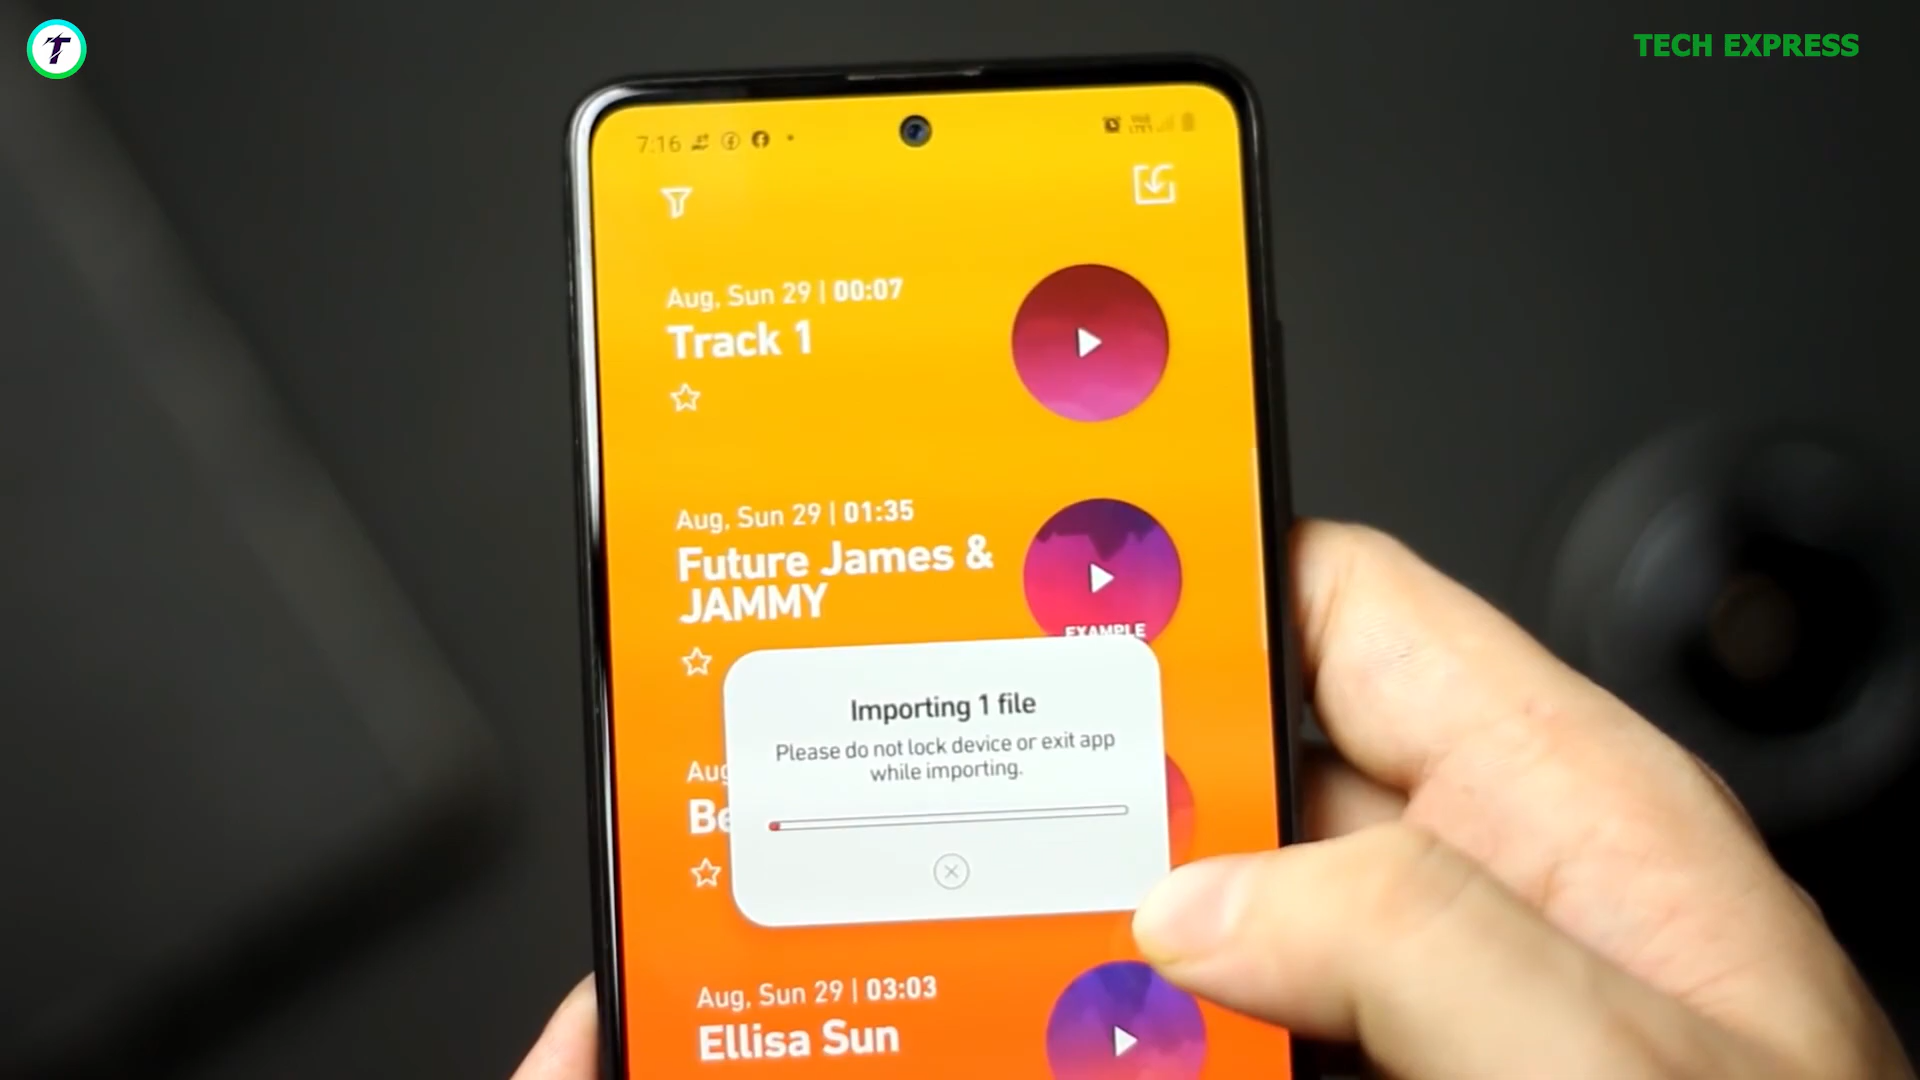 TECH EXPRESS
7:16
Aug, Sun 29 | 00:07
Track 1
Aug, Sun 29 | 01:35
Future James &
JAMMY
EXAMPLE
Importing 1 file
Please do not lock device or exit app
while importing.
Aug
Be
Aug, Sun 29 | 03:03
Ellisa Sun